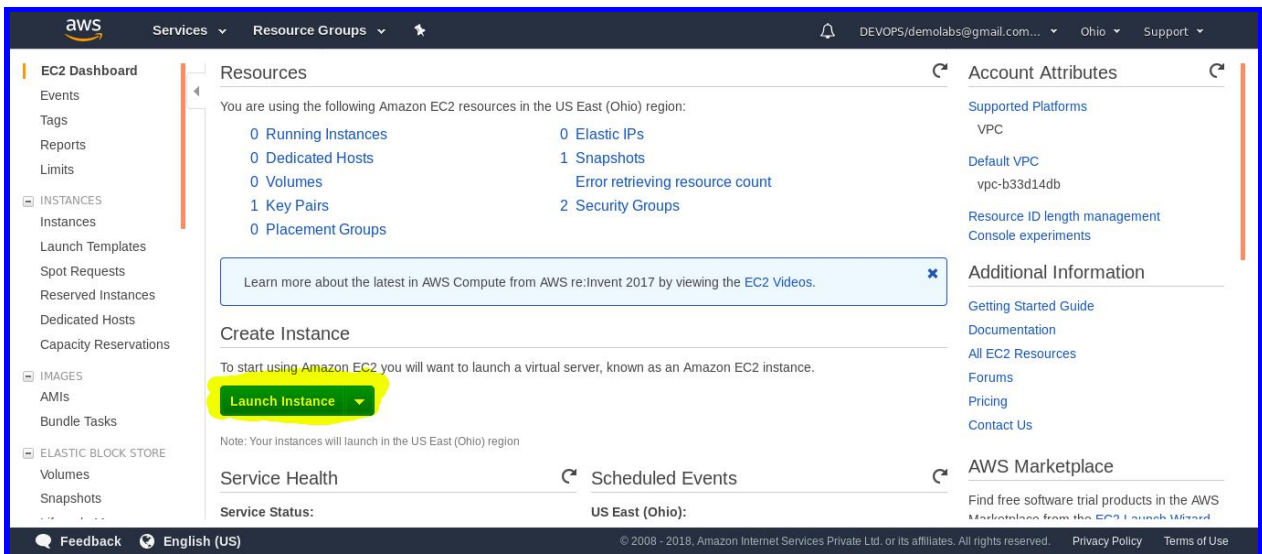 aws
Services
Resource Groups
DEVOPS/demolabs@gmail.com...
Ohio
Support
EC2 Dashboard
Events
Tags
Reports
Limits
INSTANCES
Instances
Launch Templates
Spot Requests
Reserved Instances
Dedicated Hosts
Capacity Reservations
IMAGES
AMIs
Bundle Tasks
ELASTIC BLOCK STORE
Volumes
Snapshots
Resources
You are using the following Amazon EC2 resources in the US East (Ohio) region:
0 Running Instances
0 Dedicated Hosts
0 Volumes
1 Key Pairs
0 Placement Groups
0 Elastic IPs
1 Snapshots
Error retrieving resource count
2 Security Groups
Learn more about the latest in AWS Compute from AWS re:Invent 2017 by viewing the EC2 Videos.
Create Instance
To start using Amazon EC2 you will want to launch a virtual server, known as an Amazon EC2 instance.
Launch Instance
Note: Your instances will launch in the US East (Ohio) region
Service Health
Service Status:
Scheduled Events
US East (Ohio):
Account Attributes
Supported Platforms
VPC
Default VPC
vpc-b33d14db
Resource ID length management
Console experiments
Additional Information
Getting Started Guide
Documentation
All EC2 Resources
Forums
Pricing
Contact Us
AWS Marketplace
Find free software trial products in the AWS
Marketplace from the EC2 Launch Wizard
Feedback
English (US)
© 2008 - 2018, Amazon Internet Services Private Ltd. or its affiliates. All rights reserved.
Privacy Policy
Terms of Use